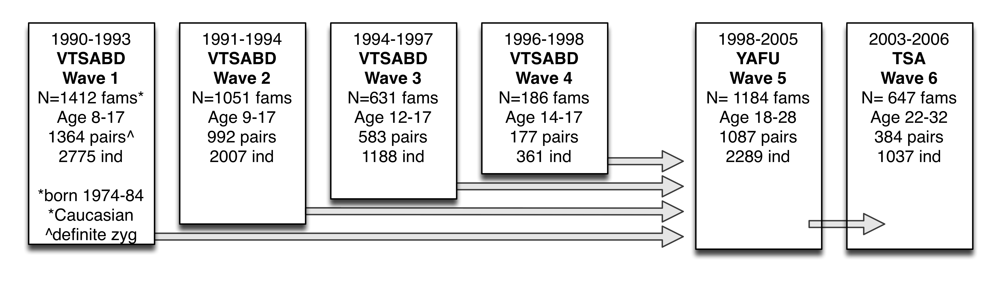 1990-1993
VTSABD
Wave 1
N=1412 fams*
Age 8-17
1364 pairs^
2775 ind
*born 1974-84
*Caucasian
^definite zyg
1991-1994
VTSABD
Wave 2
N=1051 fams
Age 9-17
992 pairs
2007 ind
1994-1997
VTSABD
Wave 3
N=631 fams
Age 12-17
583 pairs
1188 ind
1996-1998
VTSABD
Wave 4
N=186 fams
Age 14-17
177 pairs
361 ind
1998-2005
YAFU
Wave 5
N= 1184 fams
Age 18-28
1087 pairs
2289 ind
2003-2006
TSA
Wave 6
N= 647 fams
Age 22-32
384 pairs
1037 ind